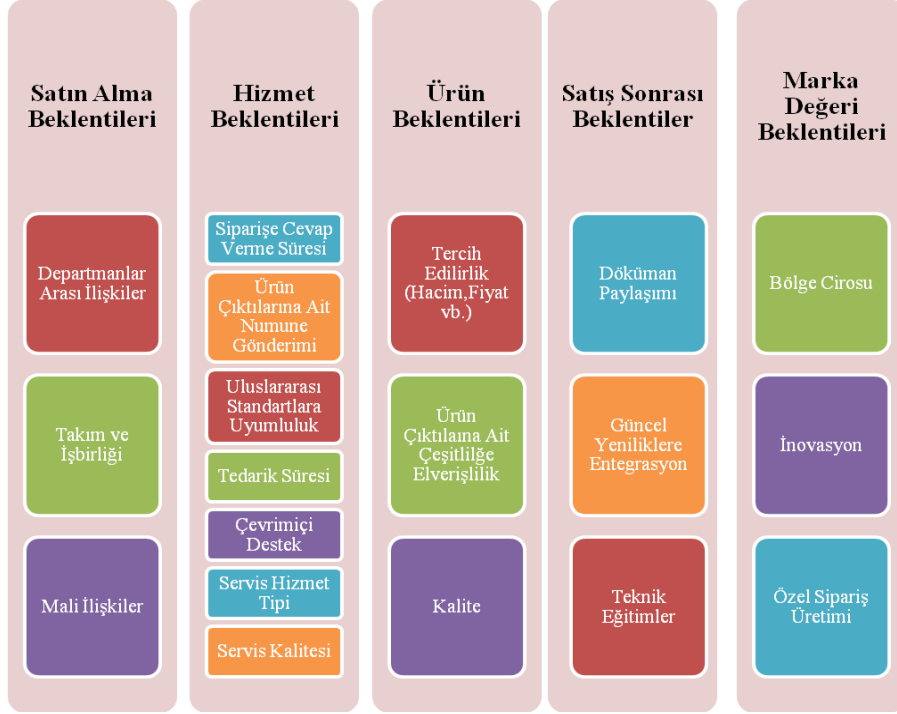 Satın Alma
Beklentileri
Departmanlar
Arası İlişkiler
Takım ve
İşbirliği
Mali İlişkiler
Hizmet
Beklentileri
Siparişe Cevap
Verme Süresi
Ürün
Çıktılarına Ait
Numune
Gönderimi
Uluslararası
Standartlara
Uyumluluk
Tedarik Süresi
Çevrimiçi
Destek
Servis Hizmet
Tipi
Servis Kalitesi
Ürün
Beklentileri
Tercih
Edilirlik
(Hacim,Fiyat
vb.)
Ürün
Çıktılaına Ait
Çeşitlilğe
Elverişlilik
Kalite
Satış Sonrası
Beklentiler
Döküman
Paylaşımı
Güncel
Yeniliklere
Entegrasyon
Teknik
Eğitimler
Marka
Değeri
Beklentileri
Bölge Cirosu
İnovasyon
Özel Sipariş
Üretimi